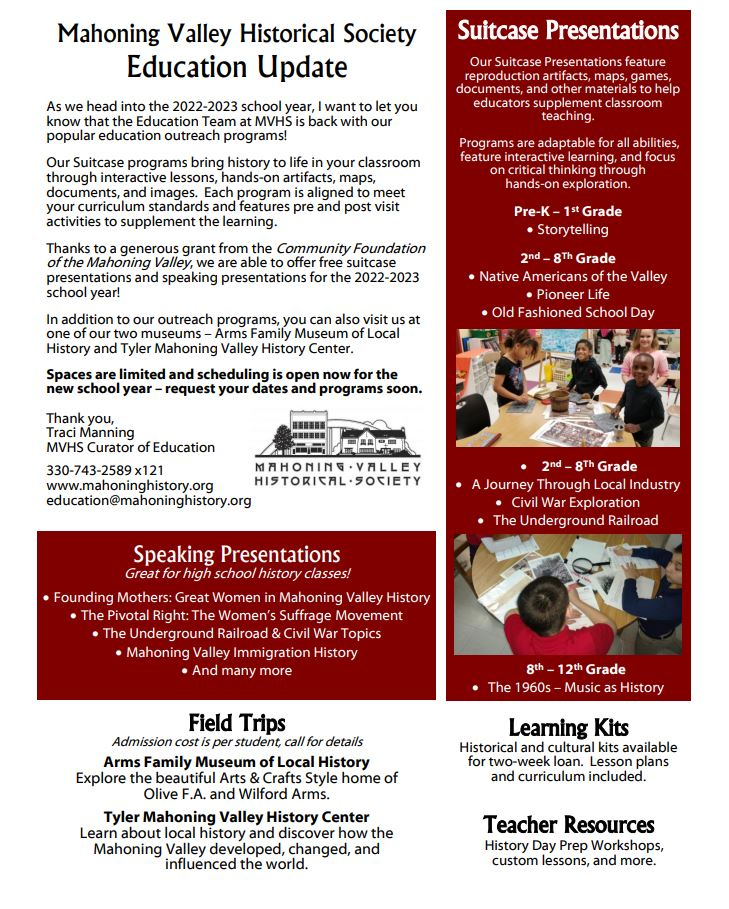 Mahoning Valley Historical Society
Education Update
As we head into the 2022-2023 school year, I want to let you
know that the Education Team at MVHS is back with our
popular education outreach programs!
Our Suitcase programs bring history to life in your classroom
through interactive lessons, hands-on artifacts, maps,
documents, and images. Each program is aligned to meet
your curriculum standards and features pre and post visit
activities to supplement the learning.
Thanks to a generous grant from the Community Foundation
of the Mahoning Valley, we are able to offer free suitcase
presentations and speaking presentations for the 2022-2023
school year!
In addition to our outreach programs, you can also visit us at
one of our two museums – Arms Family Museum of Local
History and Tyler Mahoning Valley History Center.
Spaces are limited and scheduling is open now for the
new school year – request your dates and programs soon.
Thank you,
Traci Manning
MVHS Curator of Education
330-743-2589 x121
www.mahoninghistory.org
education@mahoninghistory.org
MAHONING·VALLEY
HISTORICAL·SOCIETY
Speaking Presentations
Great for high school history classes!
• Founding Mothers: Great Women in Mahoning Valley History
• The Pivotal Right: The Women's Suffrage Movement
• The Underground Railroad & Civil War Topics
• Mahoning Valley Immigration History
• And many more
Field Trips
Admission cost is per student, call for details
Arms Family Museum of Local History
Explore the beautiful Arts & Crafts Style home of
Olive F.A. and Wilford Arms.
Tyler Mahoning Valley History Center
Learn about local history and discover how the
Mahoning Valley developed, changed, and
influenced the world.
Suitcase Presentations
Our Suitcase Presentations feature
reproduction artifacts, maps, games,
documents, and other materials to help
educators supplement classroom
teaching.
Programs are adaptable for all abilities,
feature interactive learning, and focus
on critical thinking through
hands-on exploration.
Pre-K – 1st Grade
• Storytelling
2nd – 8Th Grade
• Native Americans of the Valley
• Pioneer Life
• Old Fashioned School Day
• 2nd – 8Th Grade
• A Journey Through Local Industry
• Civil War Exploration
• The Underground Railroad
8th – 12th Grade
• The 1960s – Music as History
Learning Kits
Historical and cultural kits available
for two-week loan. Lesson plans
and curriculum included.
Teacher Resources
History Day Prep Workshops,
custom lessons, and more.